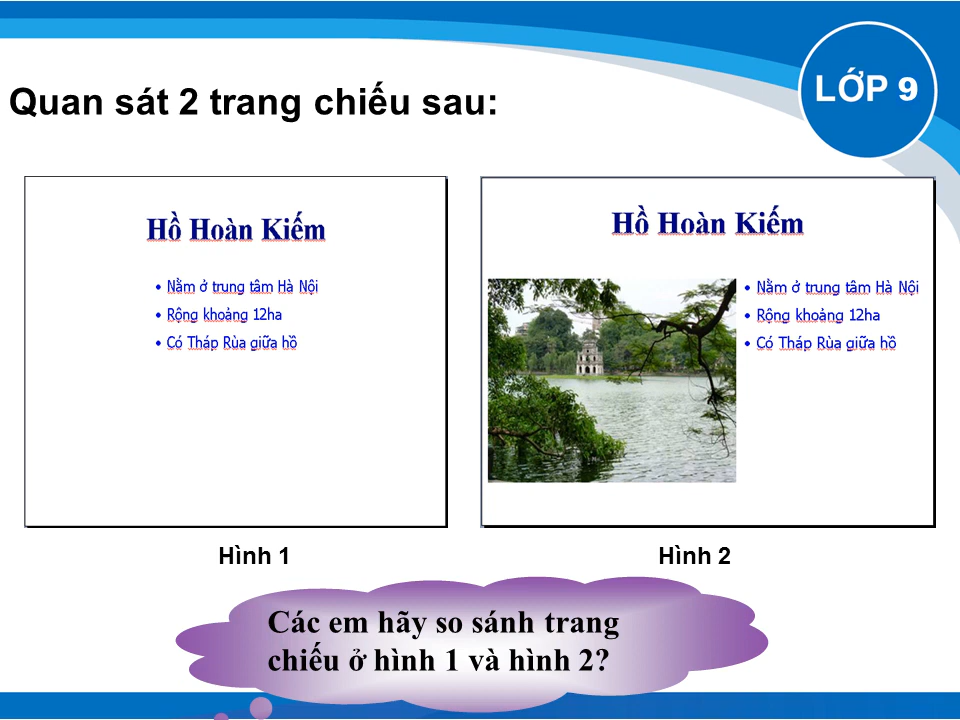 LỚP 9
Quan sát 2 trang chiếu sau:
Hồ Hoàn Kiếm
• Nằm ở trung tâm Hà Nội
• Rộng khoảng 12ha
• Có Tháp Rùa giữa hồ
Hồ Hoàn Kiếm
• Nằm ở trung tâm Hà Nội
• Rộng khoảng 12ha
• Có Tháp Rùa giữa hồ
Hình 1
Hình 2
Các em hãy so sánh trang
chiếu ở hình 1 và hình 2?